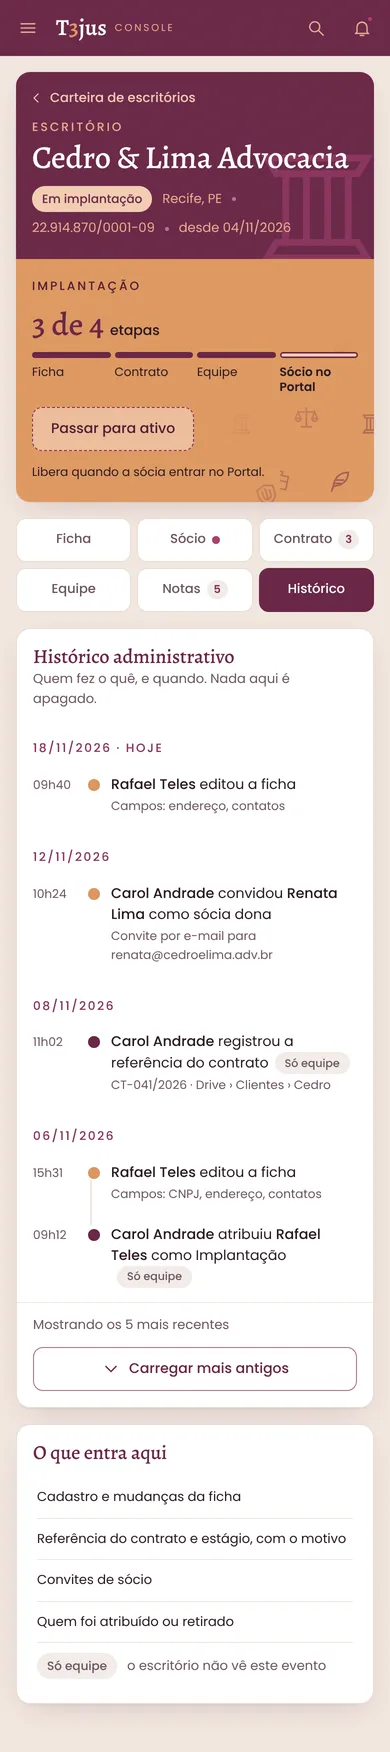 T3jus CONSOLE
Carteira de escritórios
ESCRITÓRIO
Cedro & Lima Advocacia
Em implantação Recife, PE •
22.914.870/0001-09 • desde 04/11/2026
IMPLANTAÇÃO
3 de 4 etapas
Ficha Contrato Equipe Sócio no
Portal
Passar para ativo
Libera quando a sócia entrar no Portal.
Ficha Sócio Contrato 3
Equipe Notas 5 Histórico
Histórico administrativo
Quem fez o quê, e quando. Nada aqui é
apagado.
18/11/2026 · HOJE
09h40 Rafael Teles editou a ficha
Campos: endereço, contatos
12/11/2026
10h24 Carol Andrade convidou Renata
Lima como sócia dona
Convite por e-mail para
renata@cedroelima.adv.br
08/11/2026
11h02 Carol Andrade registrou a
referência do contrato Só equipe
CT-041/2026 · Drive › Clientes › Cedro
06/11/2026
15h31 Rafael Teles editou a ficha
Campos: CNPJ, endereço, contatos
09h12 Carol Andrade atribuiu Rafael
Teles como Implantação
Só equipe
Mostrando os 5 mais recentes
Carregar mais antigos
O que entra aqui
Cadastro e mudanças da ficha
Referência do contrato e estágio, com o motivo
Convites de sócio
Quem foi atribuído ou retirado
Só equipe o escritório não vê este evento